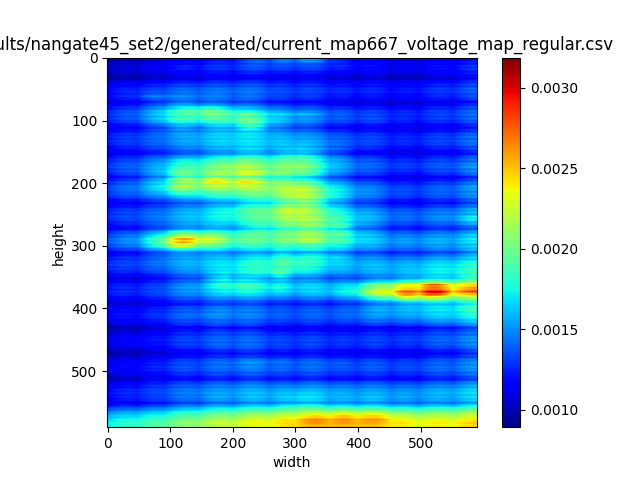 ults/nangate45_set2/generated/current_map667_voltage_map_regular.csv
0
100
200
300
400
500
height
0 100 200 300 400 500
width
0.0030
0.0025
0.0020
0.0015
0.0010